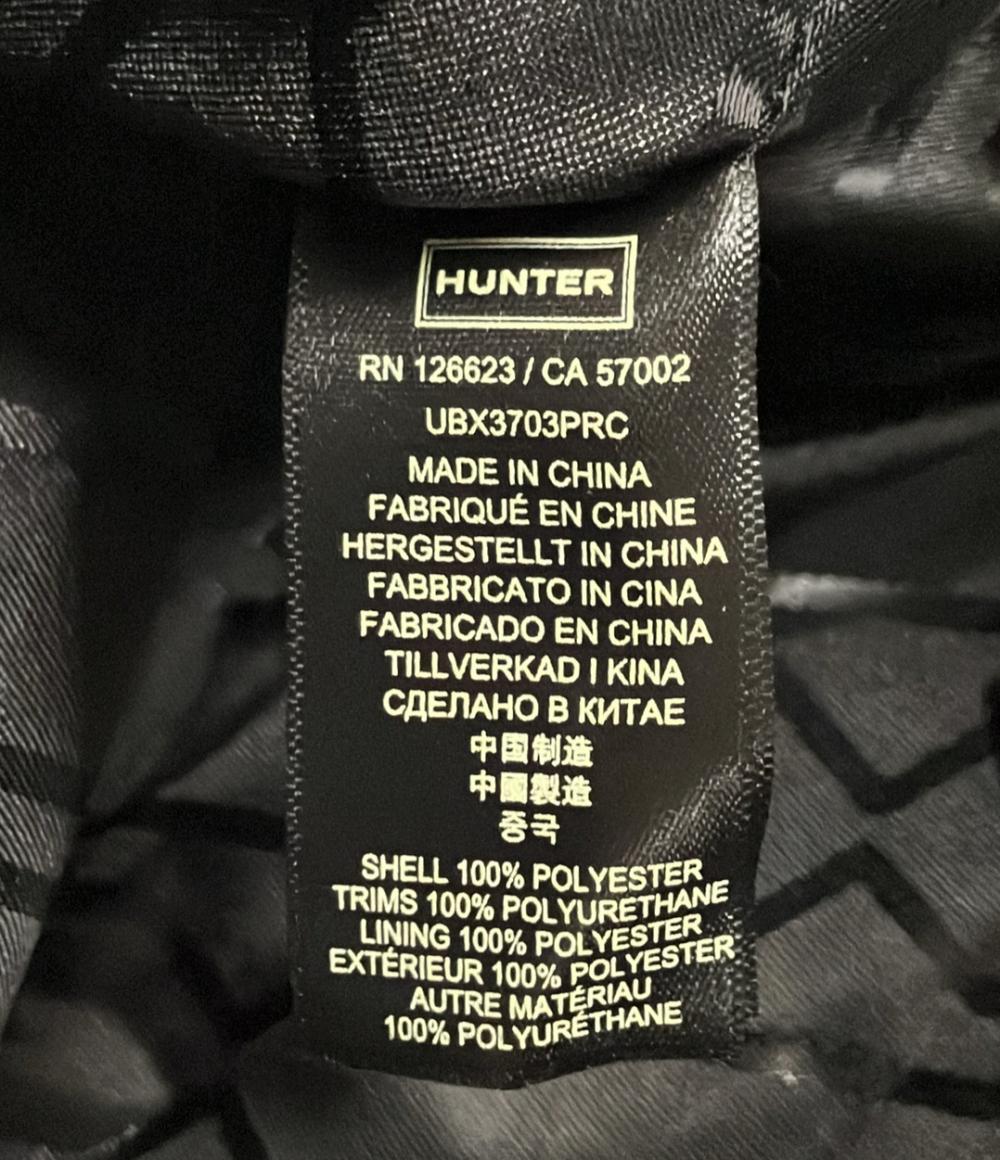 HUNTER
RN 126623 / CA 57002
UBX3703PRC
MADE IN CHINA
FABRIQUÉ EN CHINE
HERGESTELLT IN CHINA
FABBRICATO IN CINA
FABRICADO EN CHINA
TILLVERKAD I KINA
СДЕЛАНО В КИТАЕ
中国制造
中國製造
중국
SHELL 100% POLYESTER
TRIMS 100% POLYURETHANE
LINING 100% POLYESTER
EXTÉRIEUR 100% POLYESTER
AUTRE MATÉRIAU
100% POLYURÉTHANE